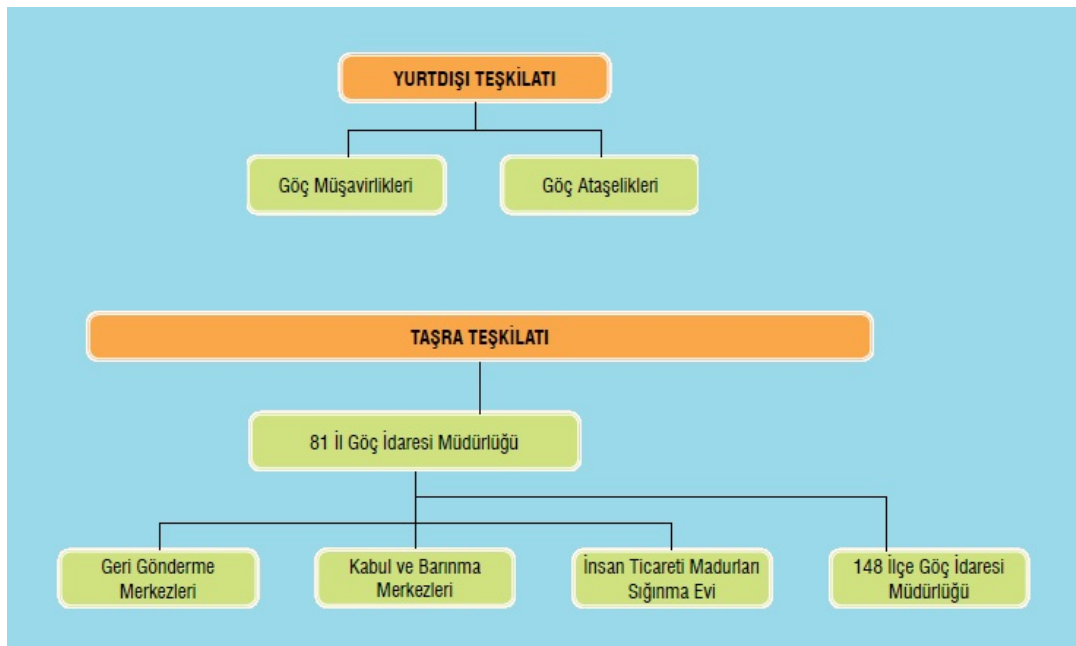 YURTDIŞI TEŞKİLATI
Göç Müşavirlikleri
Göç Ataşelikleri
TAŞRA TEŞKİLATI
81 İl Göç İdaresi Müdürlüğü
Geri Gönderme
Merkezleri
Kabul ve Barınma
Merkezleri
İnsan Ticareti Madurları
Sığınma Evi
148 İlçe Göç İdaresi
Müdürlüğü